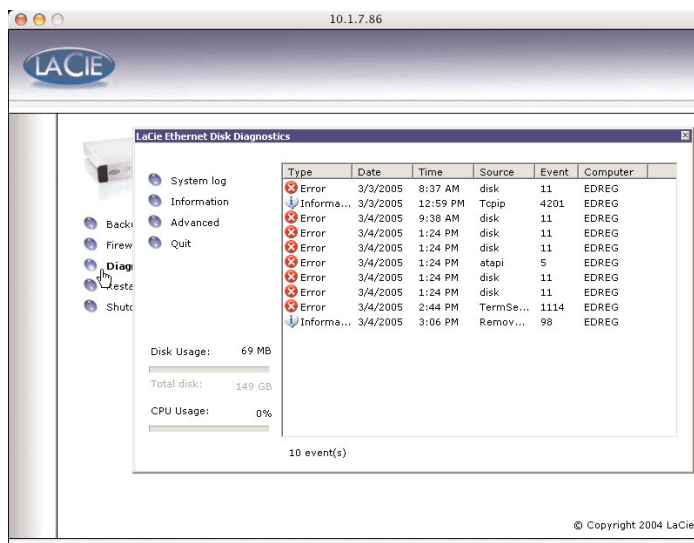 10.1.7.86
LACIE
LaCie Ethernet Disk Diagnostics
System log
Information
Advanced
Quit
Back
Firew
Diag
Resta
Shutd
Type Date Time Source Event Computer
Error 3/3/2005 8:37 AM disk 11 EDREG
Informa... 3/3/2005 12:59 PM Tcpip 4201 EDREG
Error 3/4/2005 9:38 AM disk 11 EDREG
Error 3/4/2005 1:24 PM disk 11 EDREG
Error 3/4/2005 1:24 PM disk 11 EDREG
Error 3/4/2005 1:24 PM atapi 5 EDREG
Error 3/4/2005 1:24 PM disk 11 EDREG
Error 3/4/2005 1:24 PM disk 11 EDREG
Error 3/4/2005 2:44 PM TermSe... 1114 EDREG
Informa... 3/4/2005 3:06 PM Remov... 98 EDREG
Disk Usage: 69 MB
Total disk: 149 GB
CPU Usage: 0%
10 event(s)
© Copyright 2004 LaCie